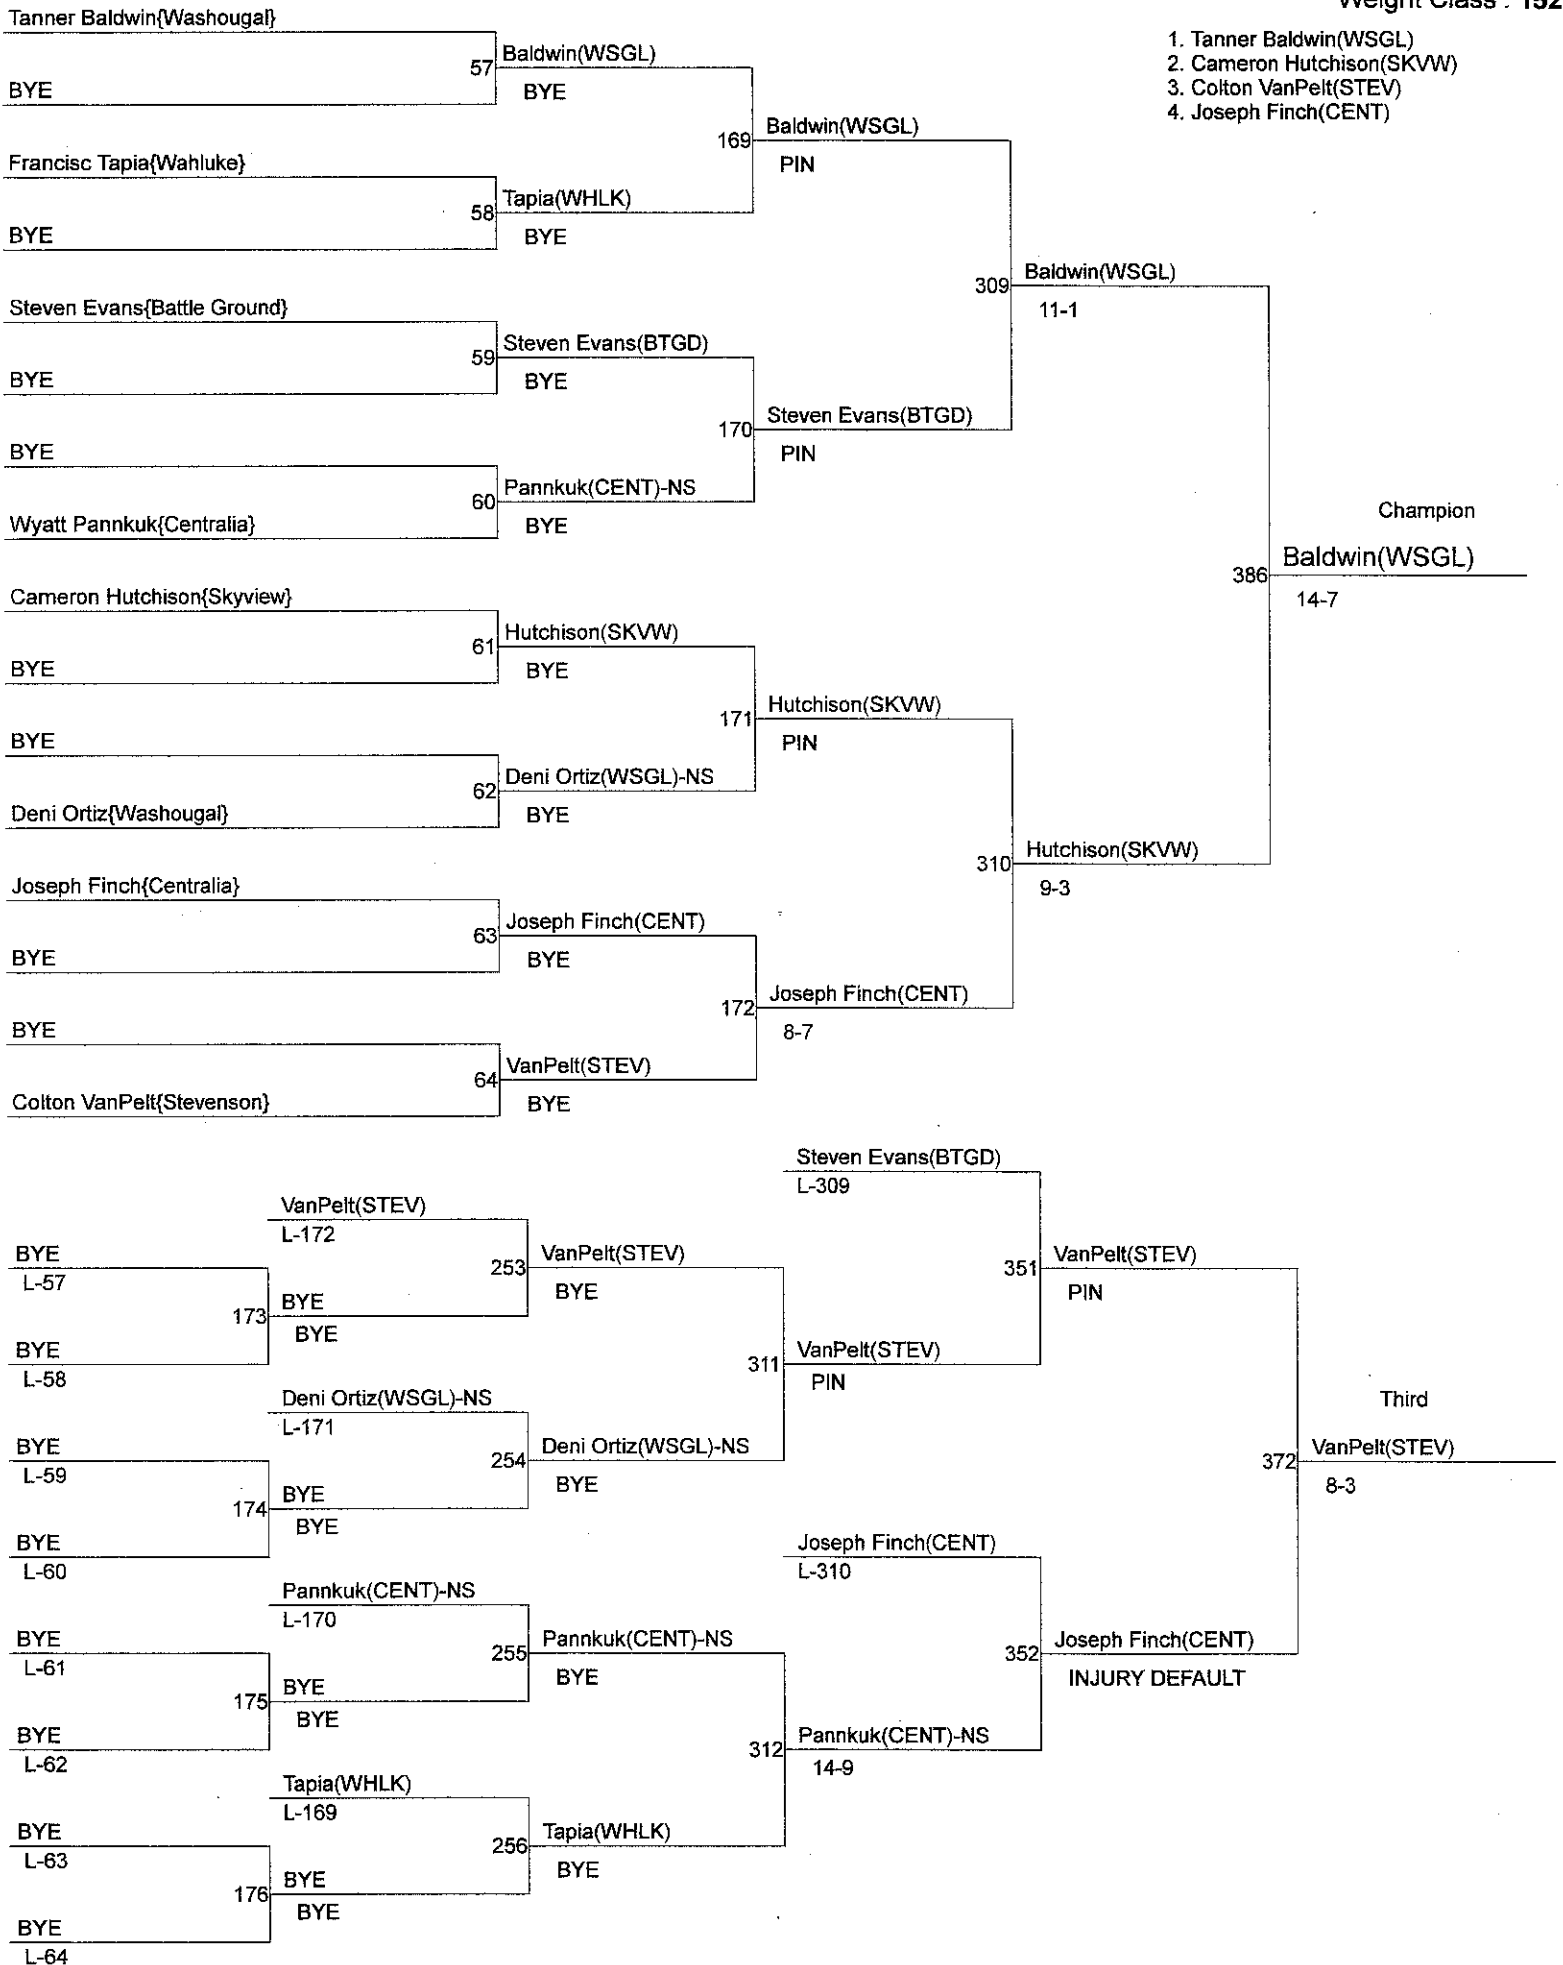 Weight Class : 152
1. Tanner Baldwin(WSGL)
2. Cameron Hutchison(SKVW)
3. Colton VanPelt(STEV)
4. Joseph Finch(CENT)
Tanner Baldwin{Washougal}
57
Baldwin(WSGL)
BYE
BYE
169
Baldwin(WSGL)
PIN
Francisc Tapia{Wahluke}
58
Tapia(WHLK)
BYE
BYE
309
Baldwin(WSGL)
11-1
Steven Evans{Battle Ground}
59
Steven Evans(BTGD)
BYE
BYE
170
Steven Evans(BTGD)
PIN
BYE
60
Pannkuk(CENT)-NS
BYE
Wyatt Pannkuk{Centralia}
Champion
386
Baldwin(WSGL)
14-7
Cameron Hutchison{Skyview}
61
Hutchison(SKVW)
BYE
BYE
171
Hutchison(SKVW)
PIN
BYE
62
Deni Ortiz(WSGL)-NS
BYE
Deni Ortiz{Washougal}
310
Hutchison(SKVW)
9-3
Joseph Finch{Centralia}
63
Joseph Finch(CENT)
BYE
BYE
172
Joseph Finch(CENT)
8-7
BYE
64
VanPelt(STEV)
BYE
Colton VanPelt{Stevenson}
Steven Evans(BTGD)
L-309
VanPelt(STEV)
L-172
BYE
L-57
253
VanPelt(STEV)
BYE
351
VanPelt(STEV)
PIN
173
BYE
BYE
BYE
L-58
311
VanPelt(STEV)
PIN
Deni Ortiz(WSGL)-NS
L-171
Third
BYE
L-59
254
Deni Ortiz(WSGL)-NS
BYE
372
VanPelt(STEV)
8-3
174
BYE
BYE
BYE
L-60
Joseph Finch(CENT)
L-310
Pannkuk(CENT)-NS
L-170
BYE
L-61
255
Pannkuk(CENT)-NS
BYE
352
Joseph Finch(CENT)
INJURY DEFAULT
175
BYE
BYE
BYE
L-62
312
Pannkuk(CENT)-NS
14-9
Tapia(WHLK)
L-169
BYE
L-63
256
Tapia(WHLK)
BYE
176
BYE
BYE
BYE
L-64